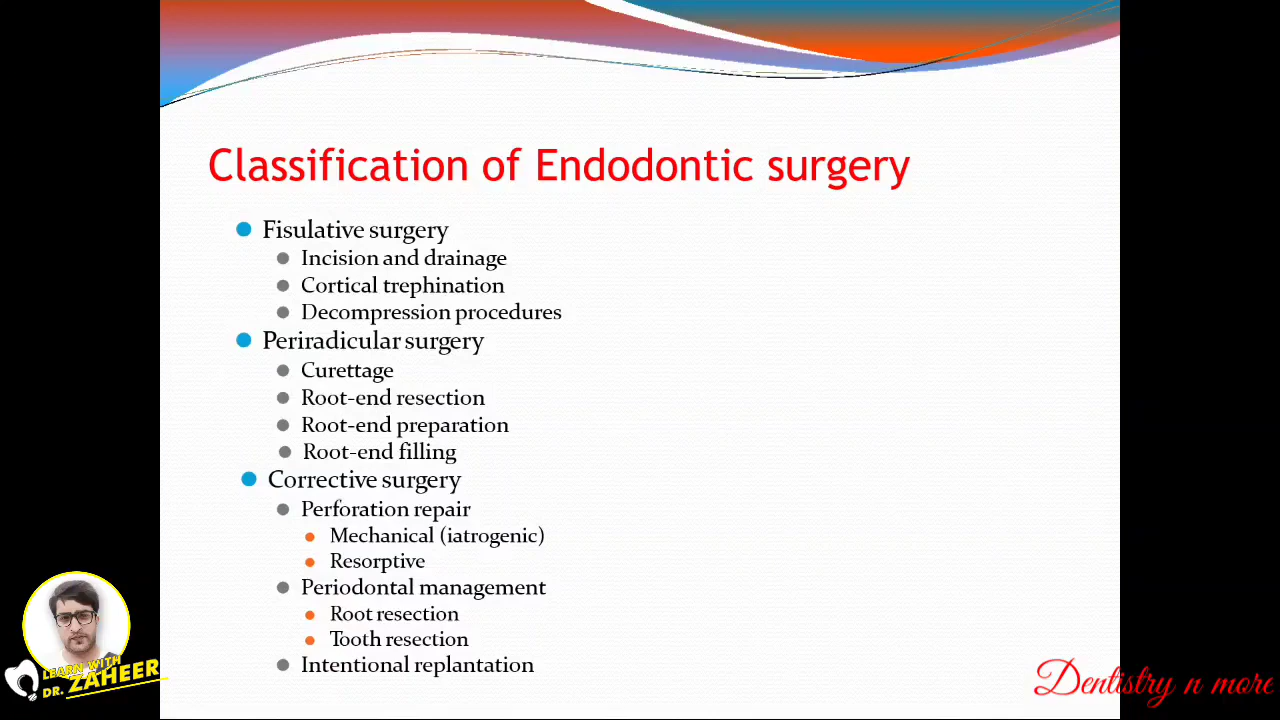 Classification of Endodontic surgery
Fisulative surgery
Incision and drainage
Cortical trephination
Decompression procedures
Periradicular surgery
Curettage
Root-end resection
Root-end preparation
Root-end filling
Corrective surgery
Perforation repair
Mechanical (iatrogenic)
Resorptive
Periodontal management
Root resection
Tooth resection
Intentional replantation
LEARN WITH
DR. ZAHEER
Dentistry n more